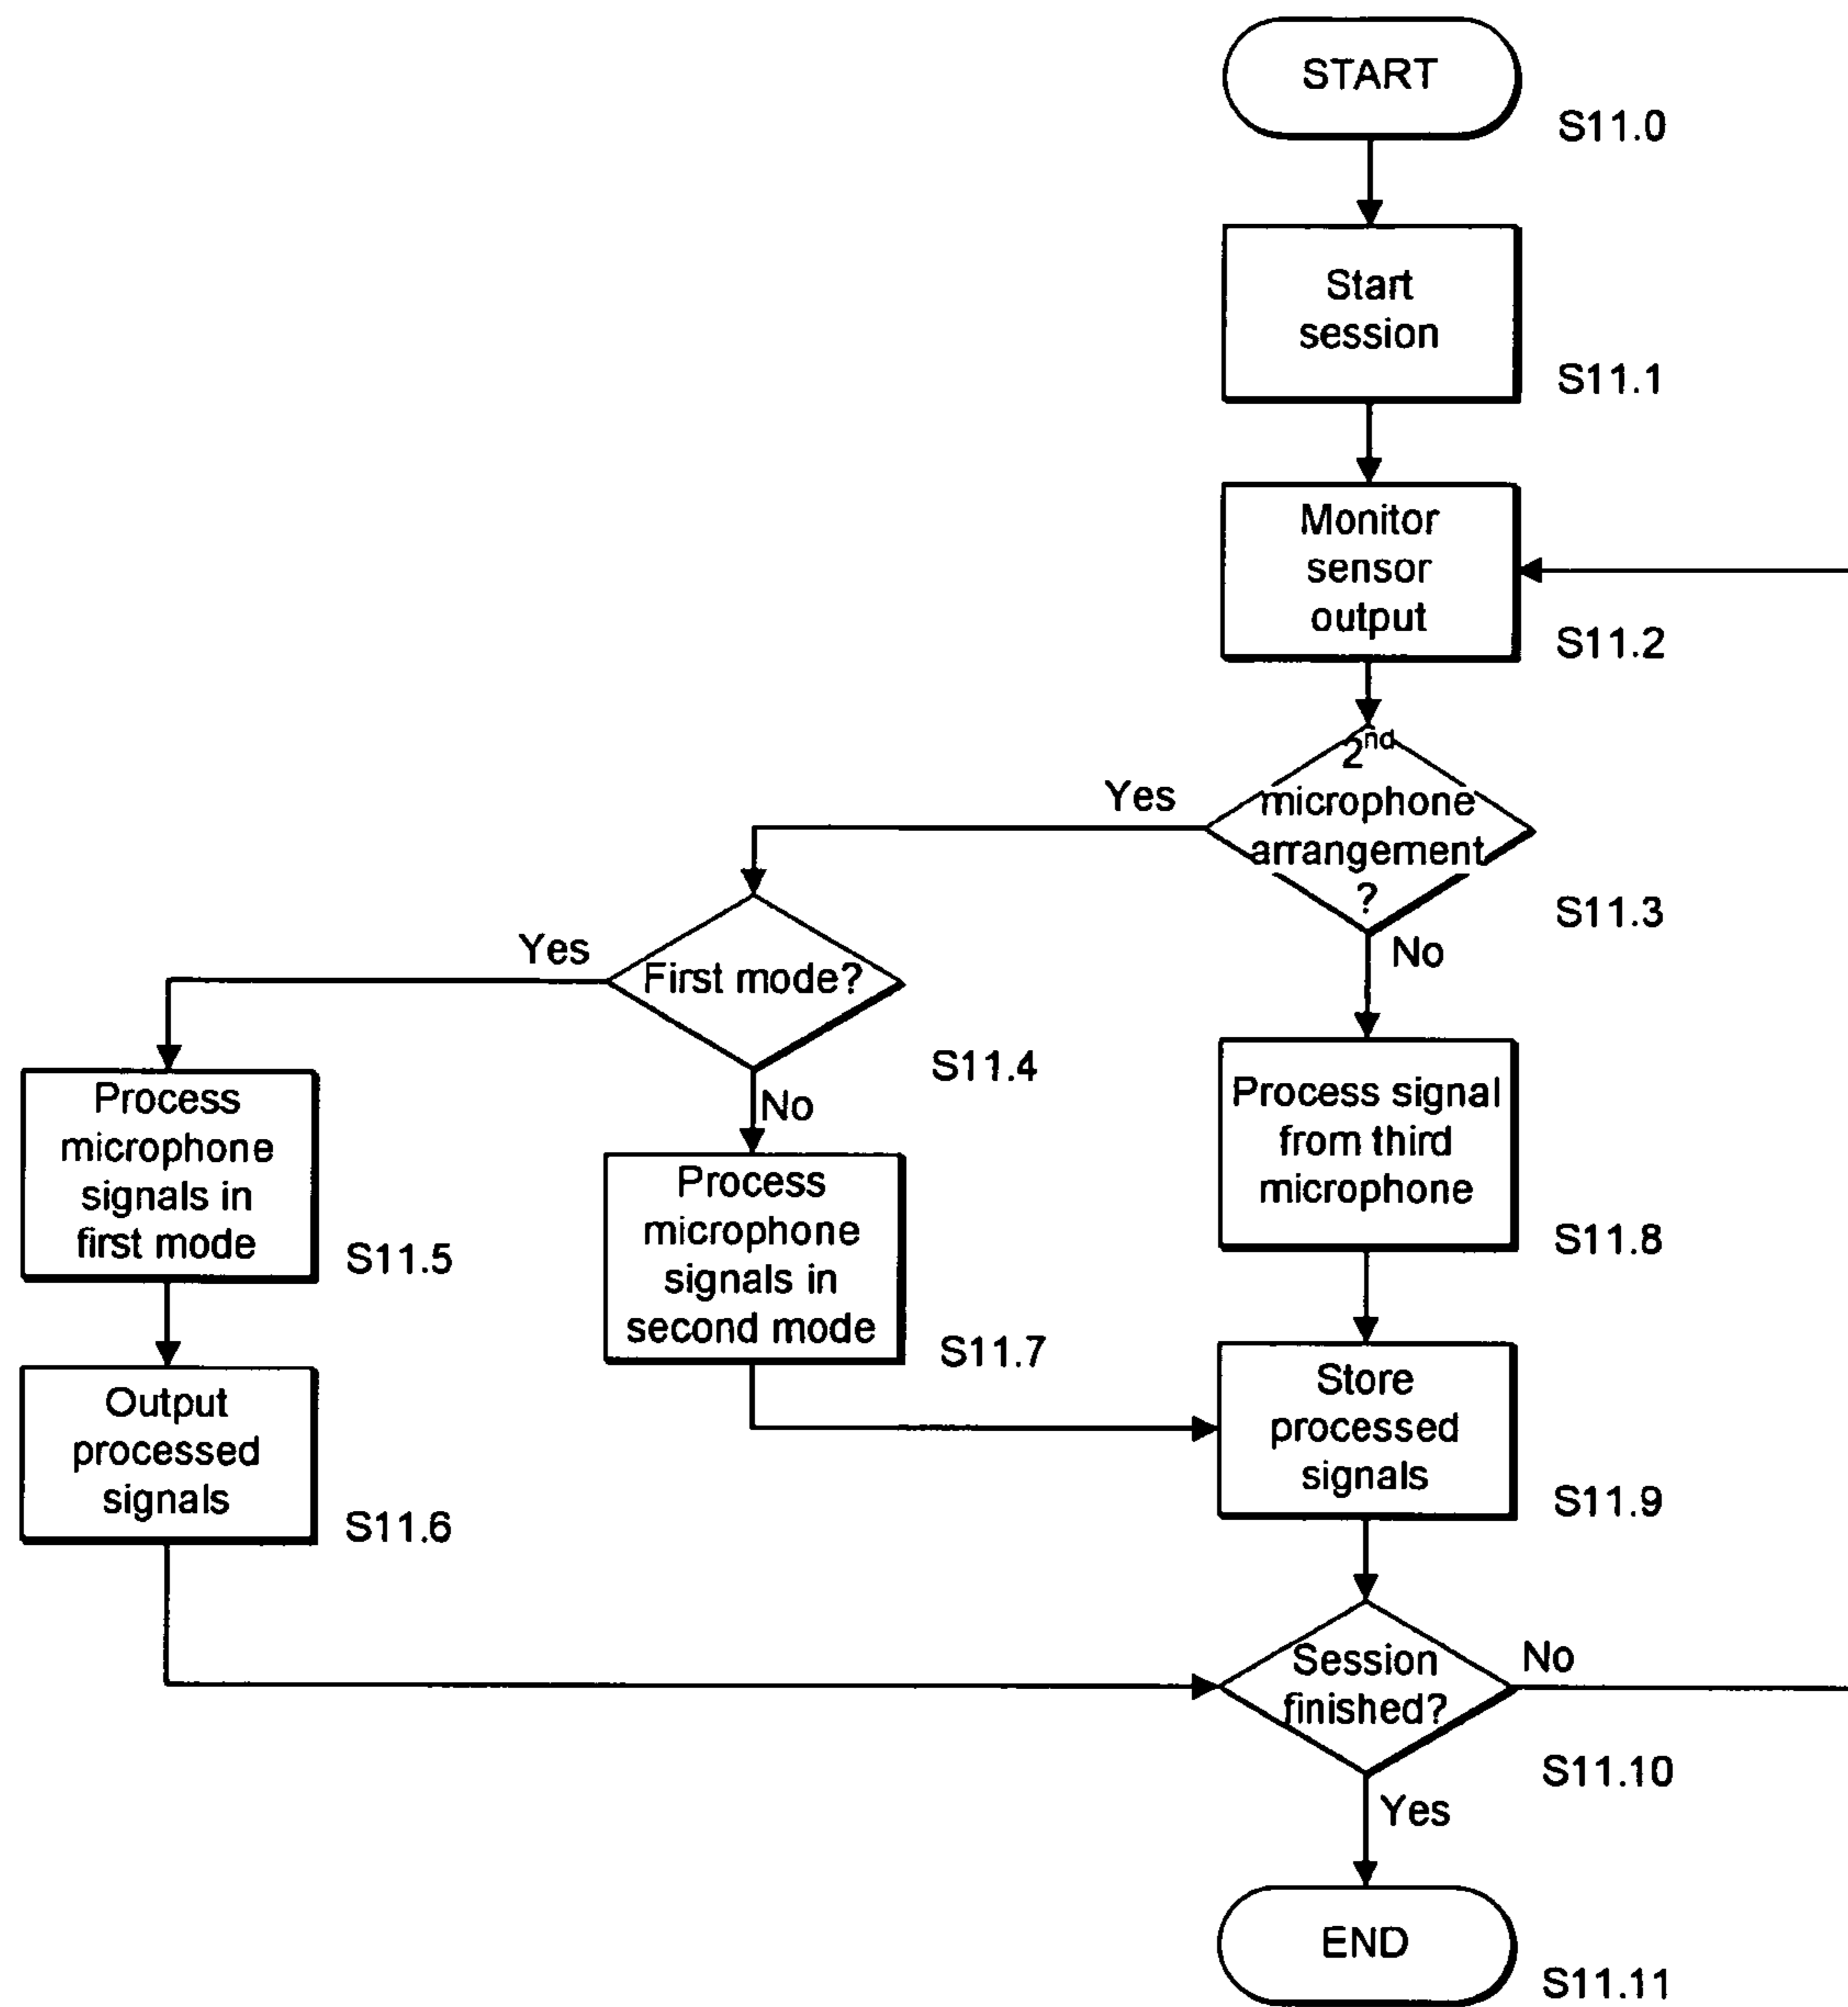 START
S11.0
Start
session
S11.1
Monitor
sensor
output
S11.2
2nd
microphone
arrangement
?
S11.3
Yes
No
First mode?
S11.4
Yes
No
Process
microphone
signals in
first mode
S11.5
Output
processed
signals
S11.6
Process
microphone
signals in
second mode
S11.7
Process signal
from third
microphone
S11.8
Store
processed
signals
S11.9
Session
finished?
S11.10
No
Yes
END
S11.11